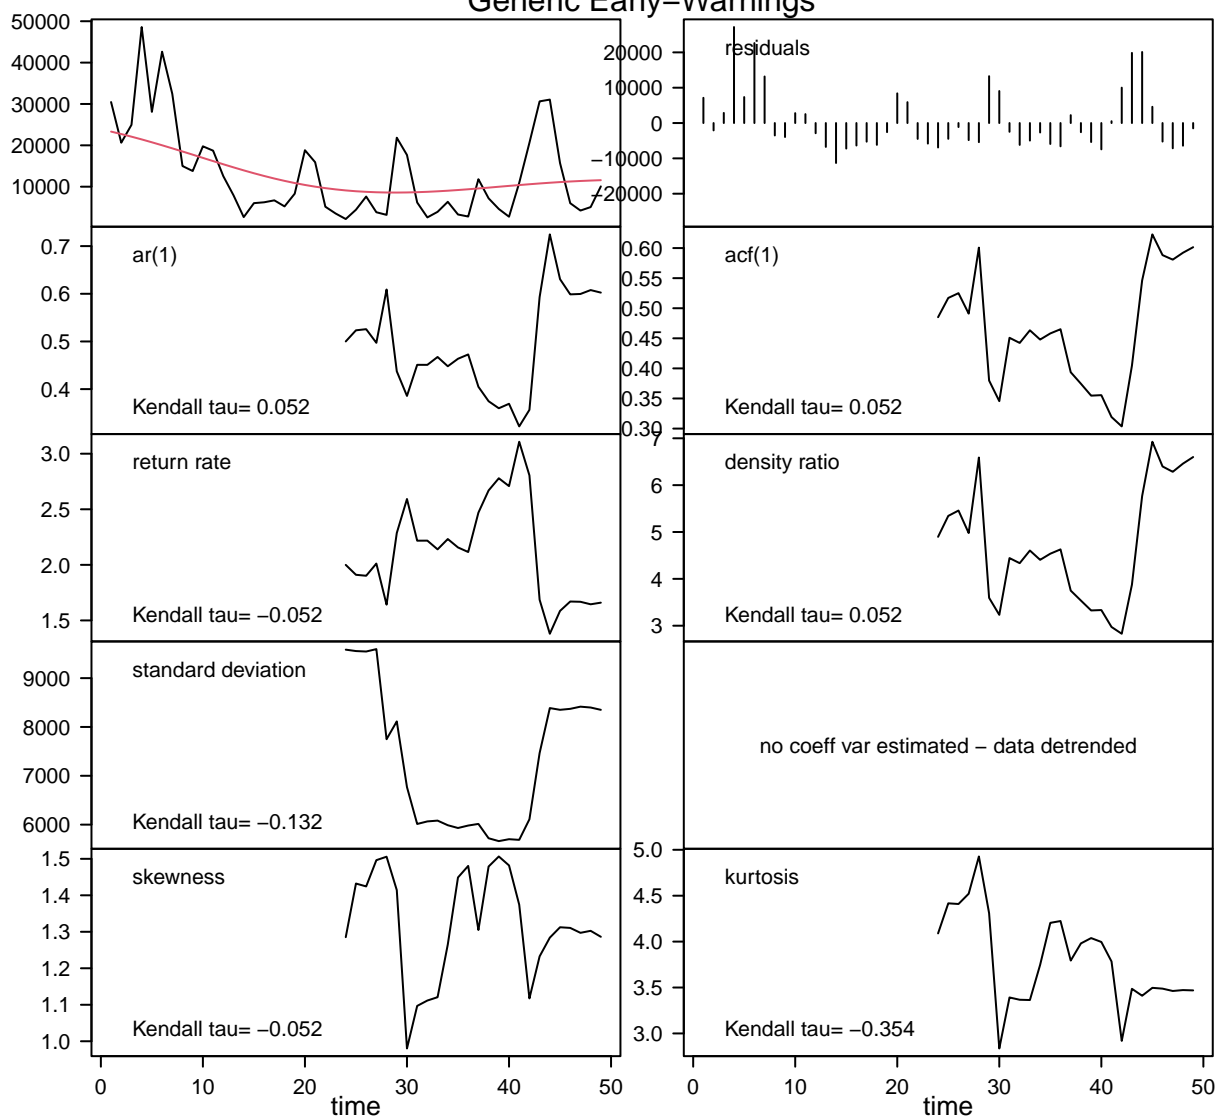 Generic Early−Warnings
50000
40000
30000
20000
10000
residuals
20000
10000
0
−10000
−20000
ar(1)
0.7
0.6
0.5
0.4
Kendall tau= 0.052
acf(1)
0.60
0.55
0.50
0.45
0.40
0.35
0.30
Kendall tau= 0.052
return rate
3.0
2.5
2.0
1.5
Kendall tau= −0.052
density ratio
7
6
5
4
3
Kendall tau= 0.052
standard deviation
9000
8000
7000
6000
Kendall tau= −0.132
no coeff var estimated − data detrended
skewness
1.5
1.4
1.3
1.2
1.1
1.0
Kendall tau= −0.052
kurtosis
5.0
4.5
4.0
3.5
3.0
Kendall tau= −0.354
0 10 20 30 40 50
time
0 10 20 30 40 50
time